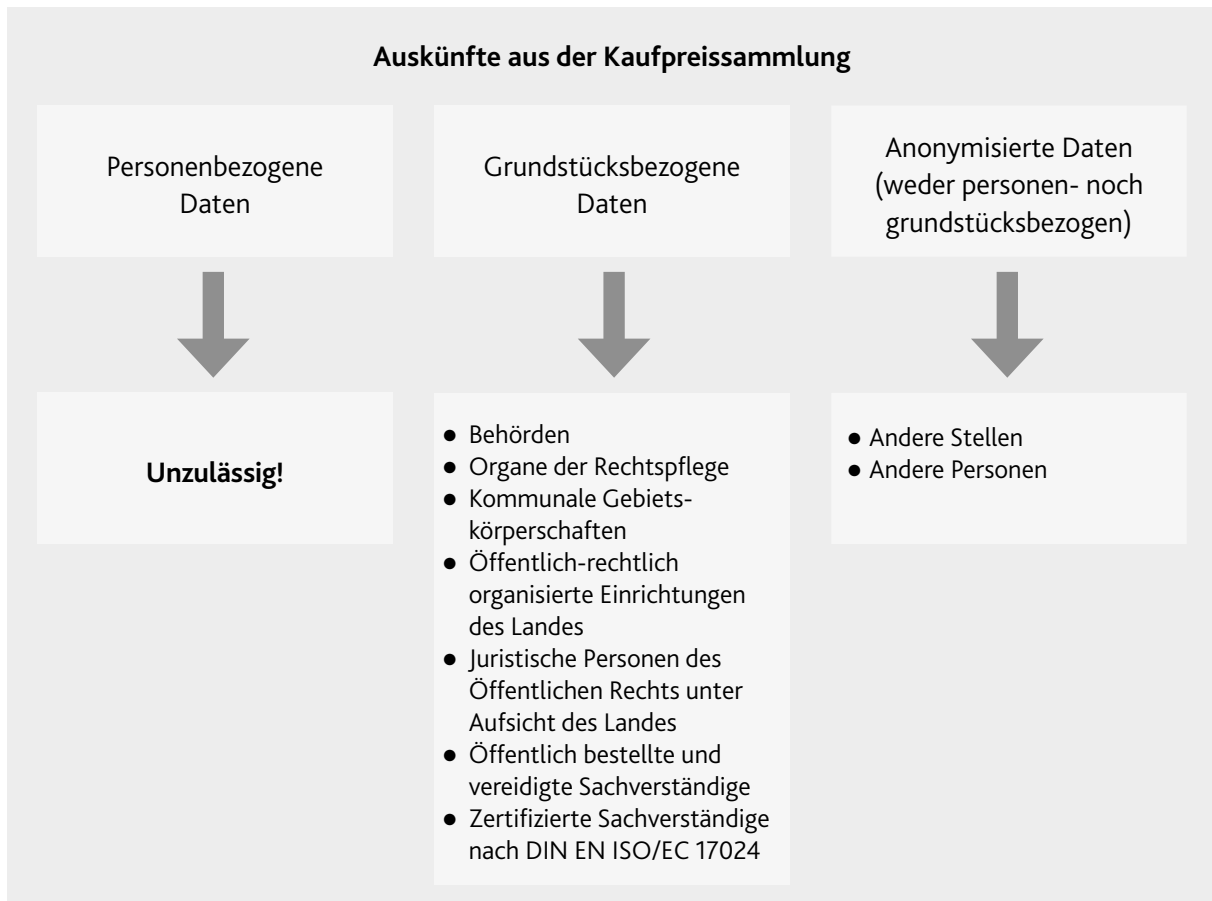 Auskünfte aus der Kaufpreissammlung
Personenbezogene
Daten
Grundstücksbezogene
Daten
Anonymisierte Daten
(weder personen- noch
grundstücksbezogen)
Unzulässig!
● Behörden
● Organe der Rechtspflege
● Kommunale Gebiets-
körperschaften
● Öffentlich-rechtlich
organisierte Einrichtungen
des Landes
● Juristische Personen des
Öffentlichen Rechts unter
Aufsicht des Landes
● Öffentlich bestellte und
vereidigte Sachverständige
● Zertifizierte Sachverständige
nach DIN EN ISO/EC 17024
● Andere Stellen
● Andere Personen